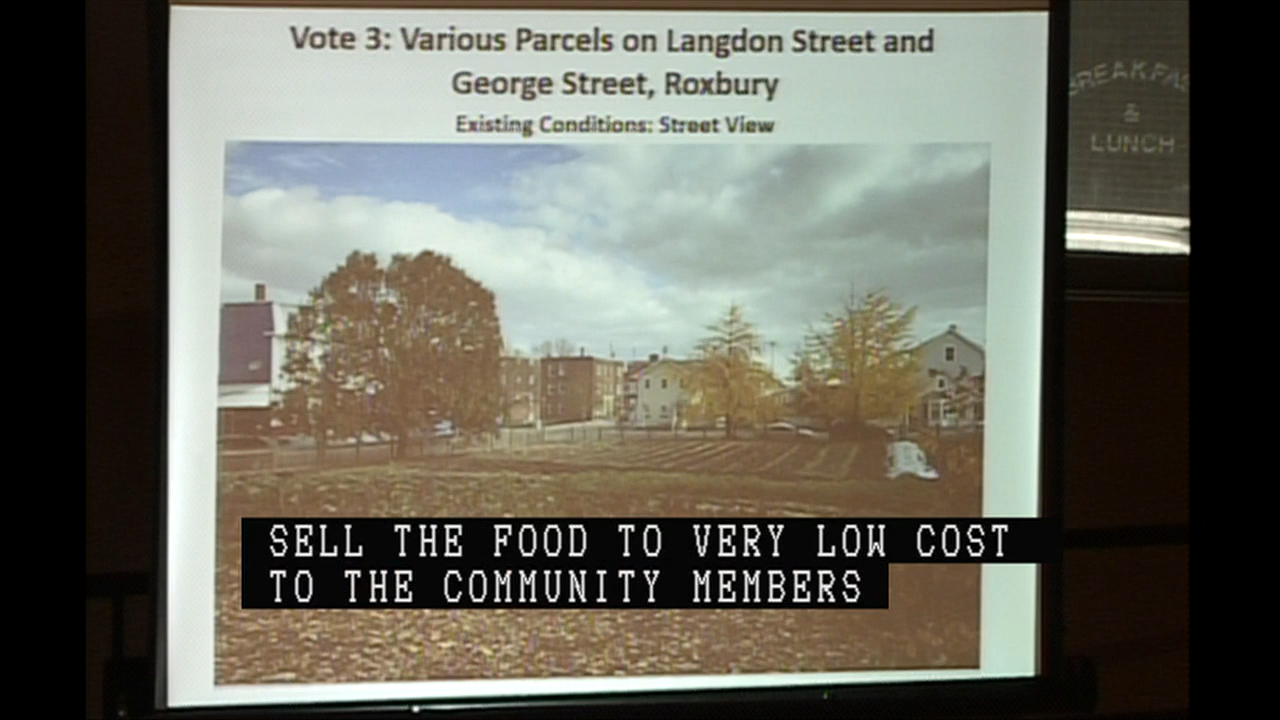 Vote 3: Various Parcels on Langdon Street and
George Street, Roxbury
Existing Conditions: Street View
BREAKFAS
&
LUNCH
SELL THE FOOD TO VERY LOW COST
TO THE COMMUNITY MEMBERS